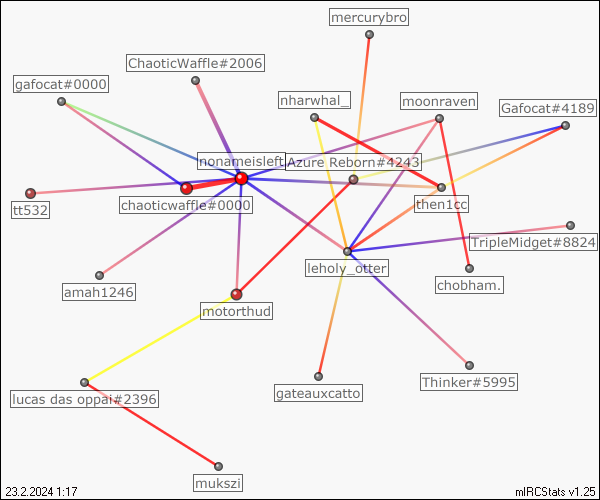 mercurybro
ChaoticWaffle#2006
gafocat#0000
nharwhal_
moonraven
Gafocat#4189
nonameisleft
Azure Reborn#4243
chaoticwaffle#0000
then1cc
tt532
TripleMidget#8824
leholy_otter
chobham.
amah1246
motorthud
Thinker#5995
gateauxcatto
lucas das oppai#2396
mukszi
23.2.2024 1:17
mIRCStats v1.25